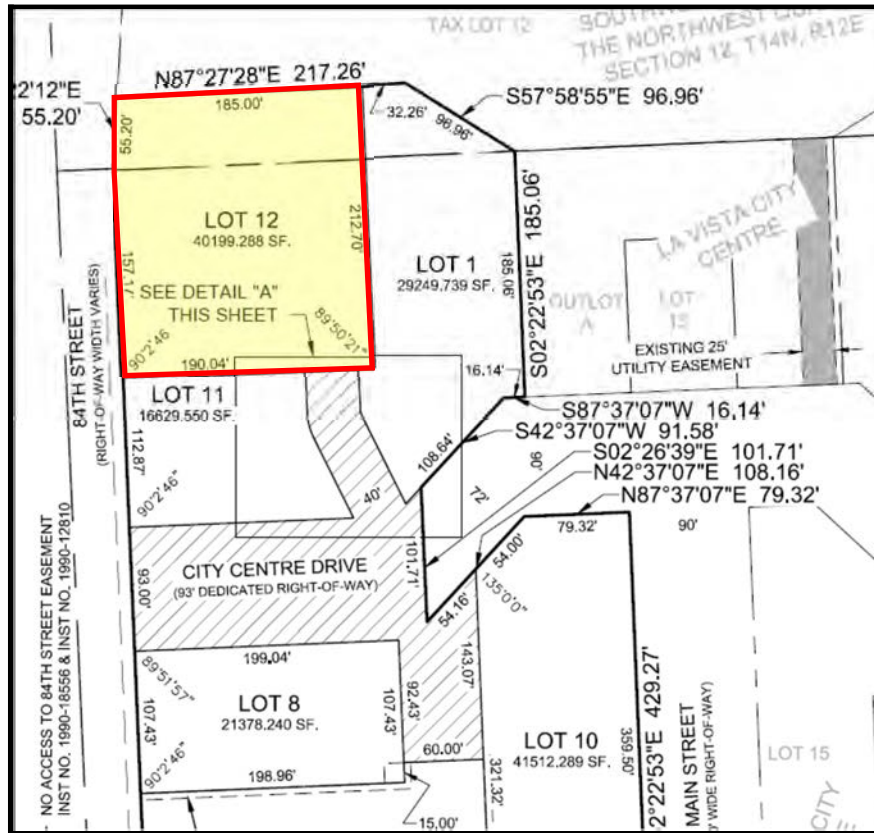 TAX LOT 12
THE NORTHWEST
SECTION 12, T14N, R12E
N87°27'28"E 217.26'
2'12"E
55.20'
185.00'
32.26'
96.96'
S57°58'55"E 96.96'
55.20'
LOT 12
40199.288 SF.
212.70'
LOT 1
29249.739 SF.
185.06'
S02°22'53"E 185.06'
LA VISTA CITY
CENTRE
OUTLOT
A
LOT
SEE DETAIL "A"
THIS SHEET
89°50'21"
90°2'46
190.04'
84TH STREET
(RIGHT-OF-WAY WIDTH VARIES)
EXISTING 25'
UTILITY EASEMENT
16.14'
LOT 11
16629.550 SF.
S87°37'07"W 16.14'
S42°37'07"W 91.58'
S02°26'39"E 101.71'
N42°37'07"E 108.16'
N87°37'07"E 79.32'
108.64'
90'
72'
40'
112.87'
90°2'46"
79.32'
90'
54.00'
CITY CENTRE DRIVE
(93' DEDICATED RIGHT-OF-WAY)
101.71'
93.00'
54.16'
135°0'0"
NO ACCESS TO 84TH STREET EASEMENT
INST NO. 1990-18556 & INST NO. 1990-12810
199.04'
89°51'57"
LOT 8
21378.240 SF.
107.43'
107.43'
92.43'
143.07'
90°2'46"
198.96'
60.00'
15.00'
321.32'
LOT 10
41512.289 SF.
359.50'
2°22'53"E 429.27'
MAIN STREET
WIDE RIGHT-OF-WAY)
LOT 15
CITY